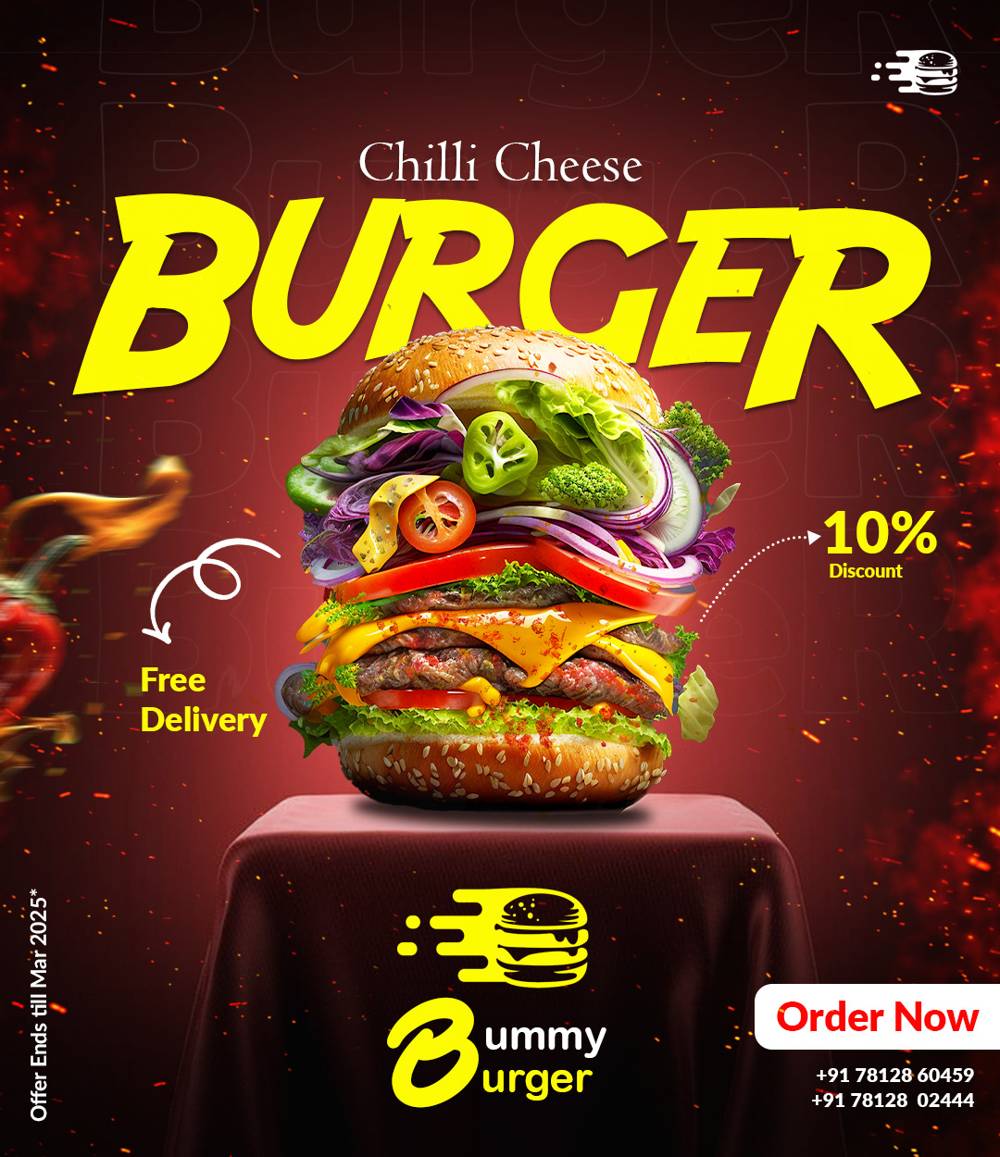 Chilli Cheese
BURGER
10%
Discount
Free
Delivery
Offer Ends till Mar 2025*
Bummy
Burger
Order Now
+91 78128 60459
+91 78128  02444